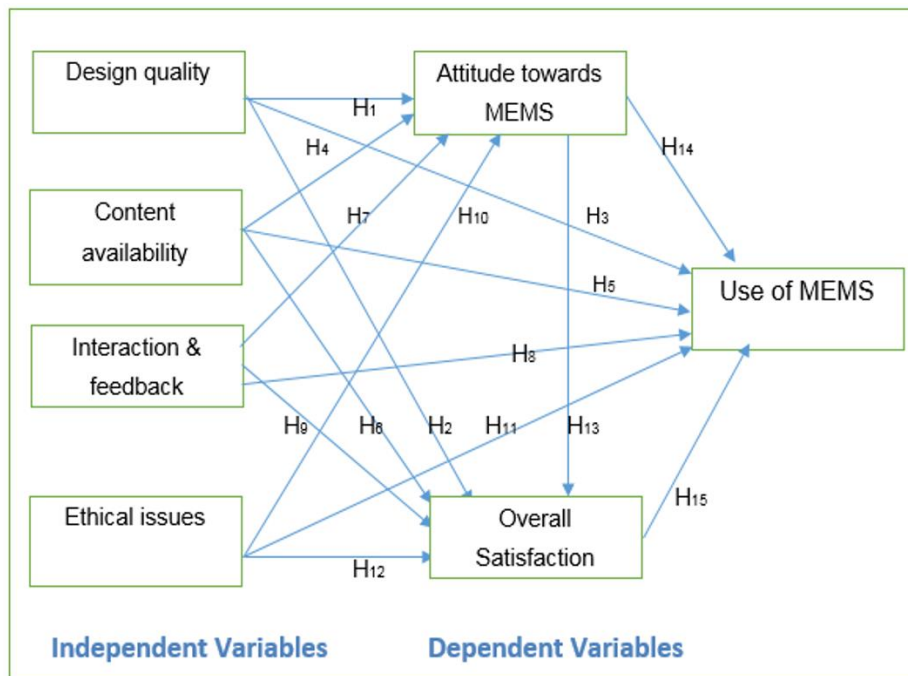 Design quality
Attitude towards
MEMS
H1
H4
H14
Content
availability
H7
H10
H3
H5
Use of MEMS
Interaction &
feedback
H8
H9
H6
H2
H11
H13
Ethical issues
Overall
Satisfaction
H15
H12
Independent Variables
Dependent Variables